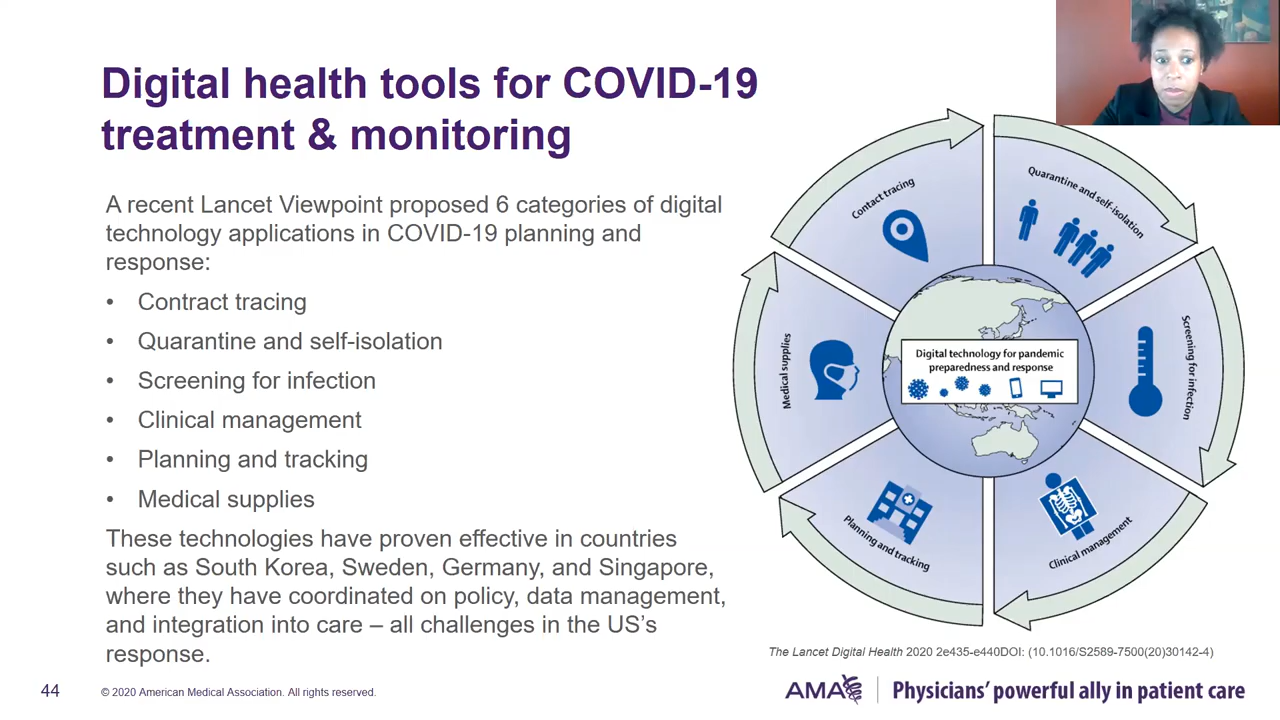 Digital health tools for COVID-19
treatment & monitoring
A recent Lancet Viewpoint proposed 6 categories of digital
technology applications in COVID-19 planning and
response:
• Contract tracing
• Quarantine and self-isolation
• Screening for infection
• Clinical management
• Planning and tracking
• Medical supplies
These technologies have proven effective in countries
such as South Korea, Sweden, Germany, and Singapore,
where they have coordinated on policy, data management,
and integration into care – all challenges in the US's
response.
Contact tracing
Quarantine and self-isolation
Screening for infection
Clinical management
Planning and tracking
Medical supplies
Digital technology for pandemic
preparedness and response
The Lancet Digital Health 2020 2e435-e440DOI: (10.1016/S2589-7500(20)30142-4)
44
© 2020 American Medical Association. All rights reserved.
AMA
Physicians' powerful ally in patient care